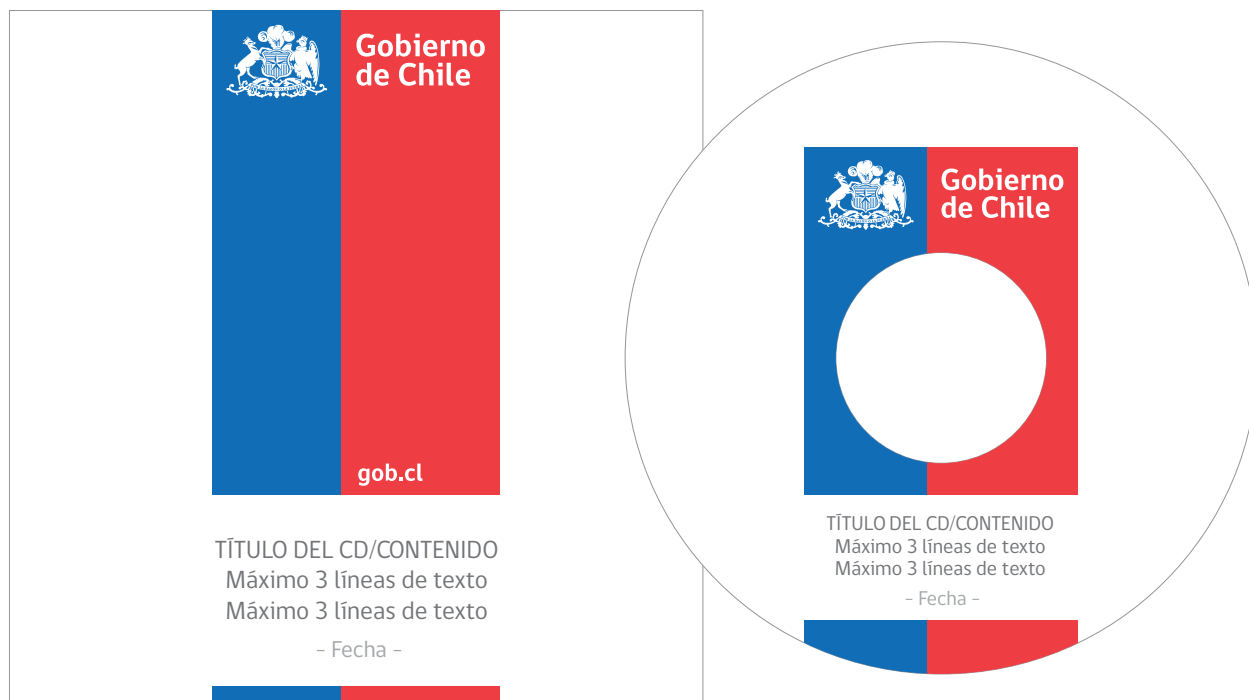 Gobierno
de Chile
gob.cl
TÍTULO DEL CD/CONTENIDO
Máximo 3 líneas de texto
Máximo 3 líneas de texto
- Fecha -
Gobierno
de Chile
TÍTULO DEL CD/CONTENIDO
Máximo 3 líneas de texto
Máximo 3 líneas de texto
- Fecha -